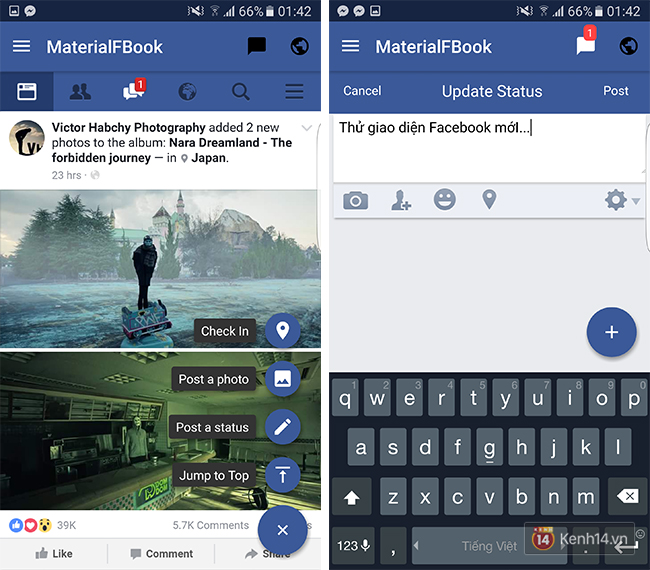 66% 01:42
MaterialFBook
1
Victor Habchy Photography added 2 new
photos to the album: Nara Dreamland - The
forbidden journey — in Japan.
23 hrs ·
Check In
Post a photo
Post a status
Jump to Top
DOM DOM
39K
5.7K Comments
Like
Comment
Share
66% 01:42
MaterialFBook
1
Cancel
Update Status
Post
Thử giao diện Facebook mớI...
1 2 3 4 5 6 7 8 9 0
q w e r t y u i o p
a s d f g h j k l
z x c v b n m
123 , Tiếng Việt .
14 Kenh14.vn